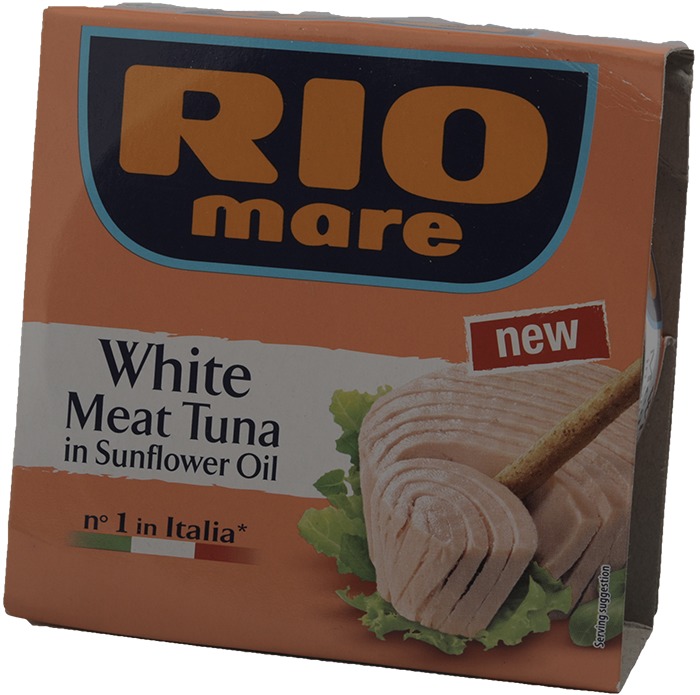 RIO
mare
new
White
Meat Tuna
in Sunflower Oil
n° 1 in Italia*
Serving suggestion